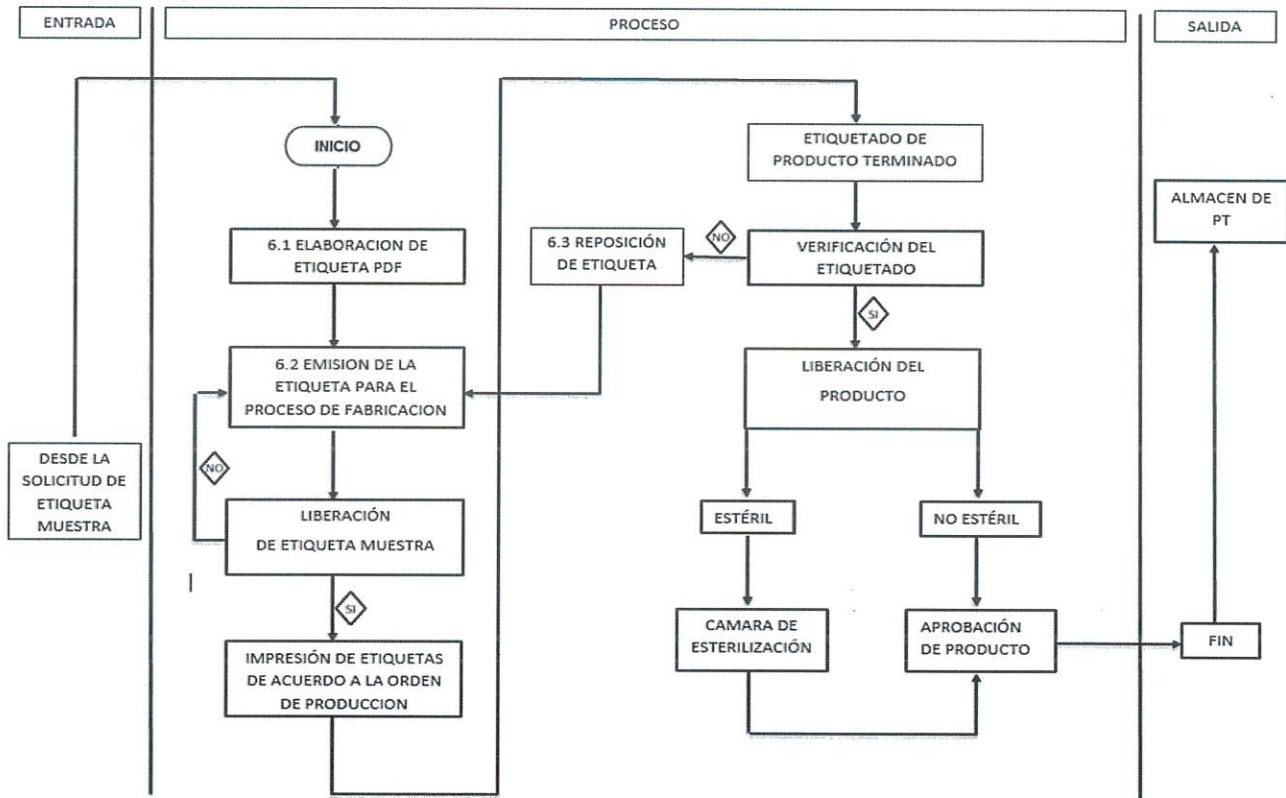 ENTRADA
PROCESO
SALIDA
INICIO
6.1 ELABORACION DE
ETIQUETA PDF
6.2 EMISION DE LA
ETIQUETA PARA EL
PROCESO DE FABRICACION
NO
DESDE LA
SOLICITUD DE
ETIQUETA
MUESTRA
LIBERACIÓN
DE ETIQUETA MUESTRA
SI
IMPRESIÓN DE ETIQUETAS
DE ACUERDO A LA ORDEN
DE PRODUCCION
ETIQUETADO DE
PRODUCTO TERMINADO
VERIFICACIÓN DEL
ETIQUETADO
NO
6.3 REPOSICIÓN
DE ETIQUETA
SI
LIBERACIÓN DEL
PRODUCTO
ESTÉRIL
NO ESTÉRIL
CAMARA DE
ESTERILIZACIÓN
APROBACIÓN
DE PRODUCTO
FIN
ALMACEN DE
PT